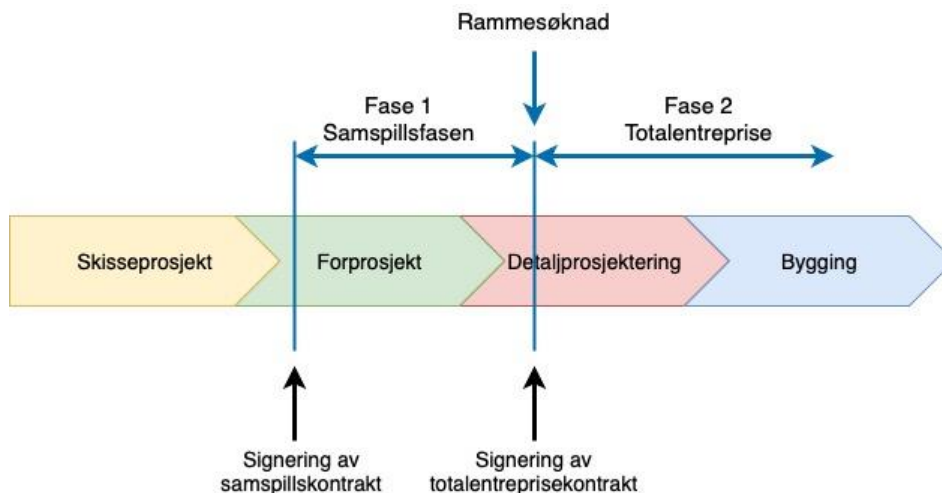 Rammesøknad
Fase 1
Samspillsfasen
Fase 2
Totalentreprise
Skisseprosjekt
Forprosjekt
Detaljprosjektering
Bygging
Signering av
samspillskontrakt
Signering av
totalentreprisekontrakt